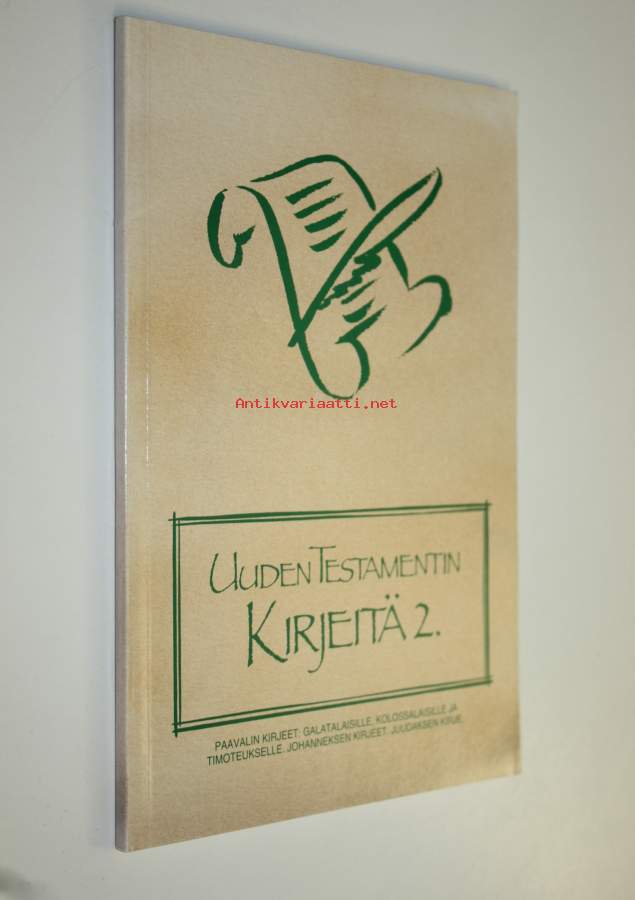 Antikvariaatti.net
UUDEN TESTAMENTIN
KIRJEITÄ 2.
PAAVALIN KIRJEET: GALATALAISILLE, KOLOSSALAISILLE JA
TIMOTEUKSELLE. JOHANNEKSEN KIRJEET. JUUDAKSEN KIRJE.